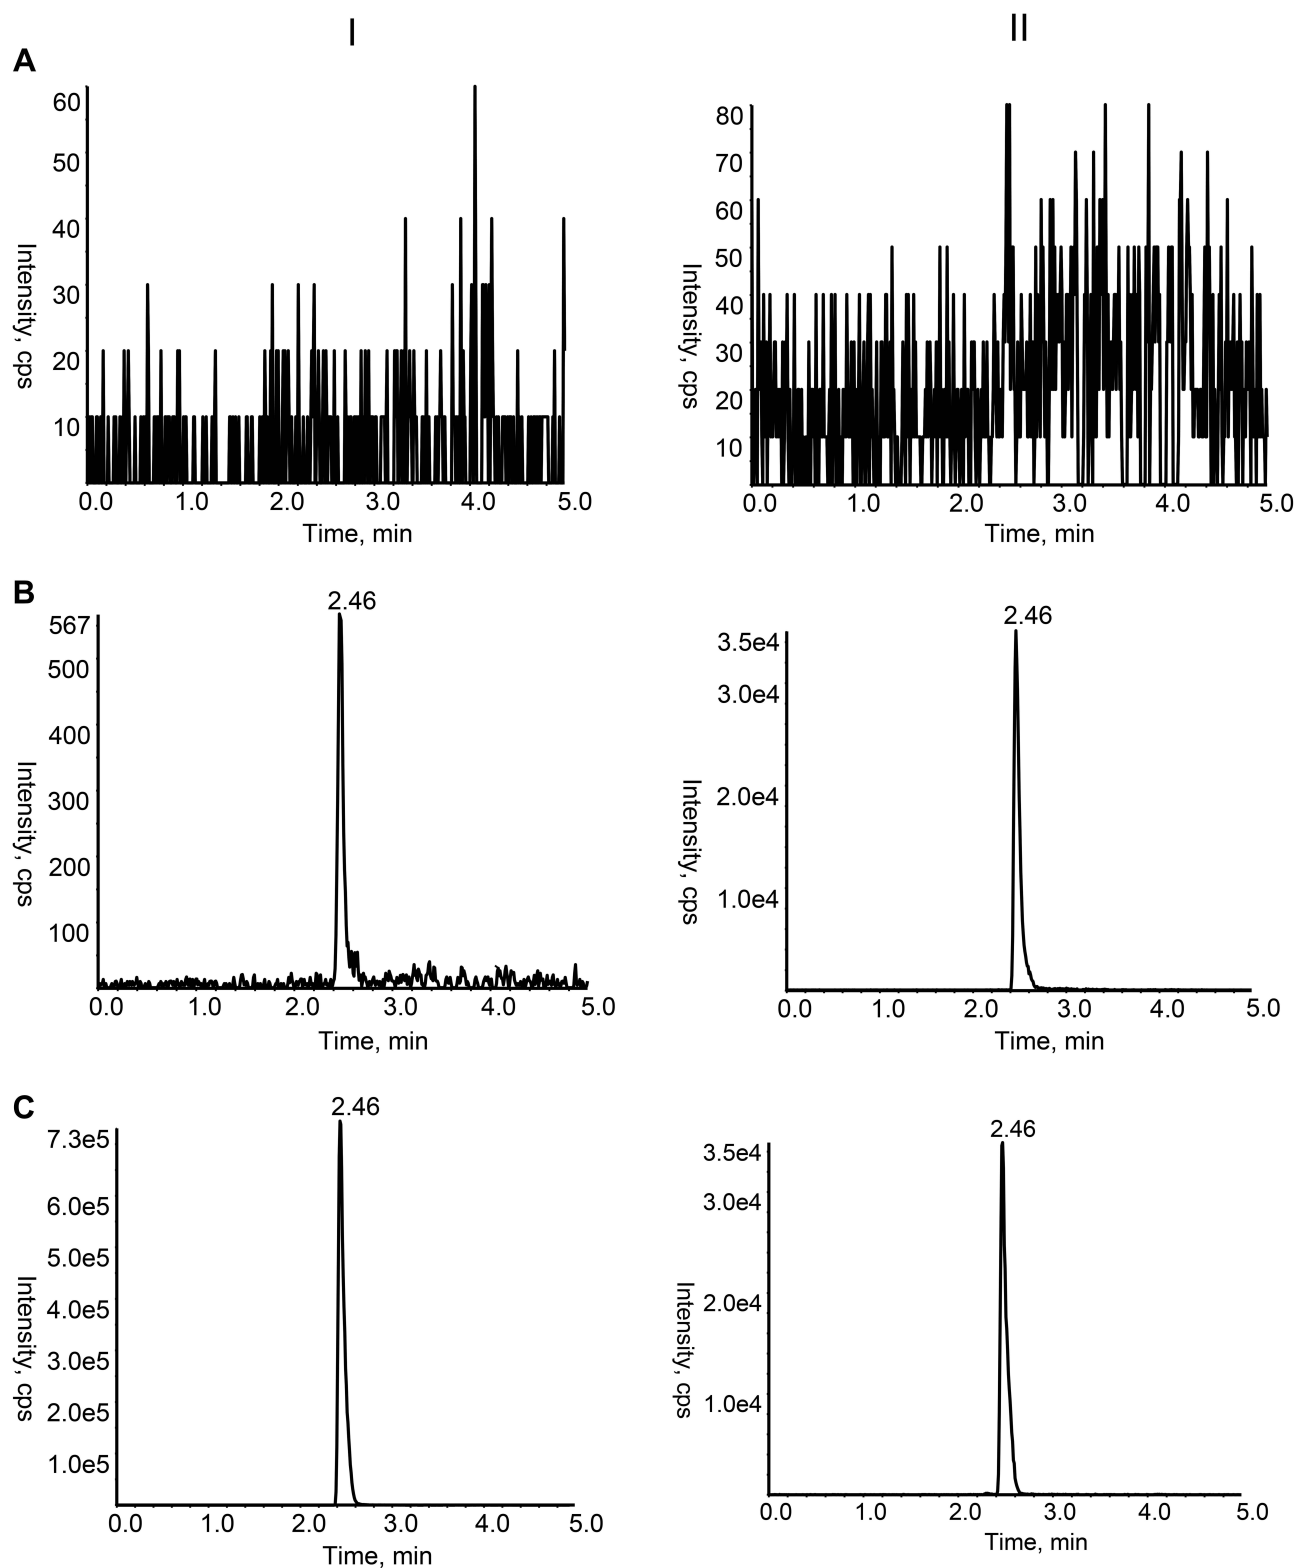 I II
A
60
50
40
30
20
10
Intensity, cps
0.0 1.0 2.0 3.0 4.0 5.0
Time, min
80
70
60
50
40
30
20
10
Intensity, cps
0.0 1.0 2.0 3.0 4.0 5.0
Time, min
B
2.46
567
500
400
300
200
100
Intensity, cps
0.0 1.0 2.0 3.0 4.0 5.0
Time, min
2.46
3.5e4
3.0e4
2.0e4
1.0e4
Intensity, cps
0.0 1.0 2.0 3.0 4.0 5.0
Time, min
C
2.46
7.3e5
6.0e5
5.0e5
4.0e5
3.0e5
2.0e5
1.0e5
Intensity, cps
0.0 1.0 2.0 3.0 4.0 5.0
Time, min
2.46
3.5e4
3.0e4
2.0e4
1.0e4
Intensity, cps
0.0 1.0 2.0 3.0 4.0 5.0
Time, min